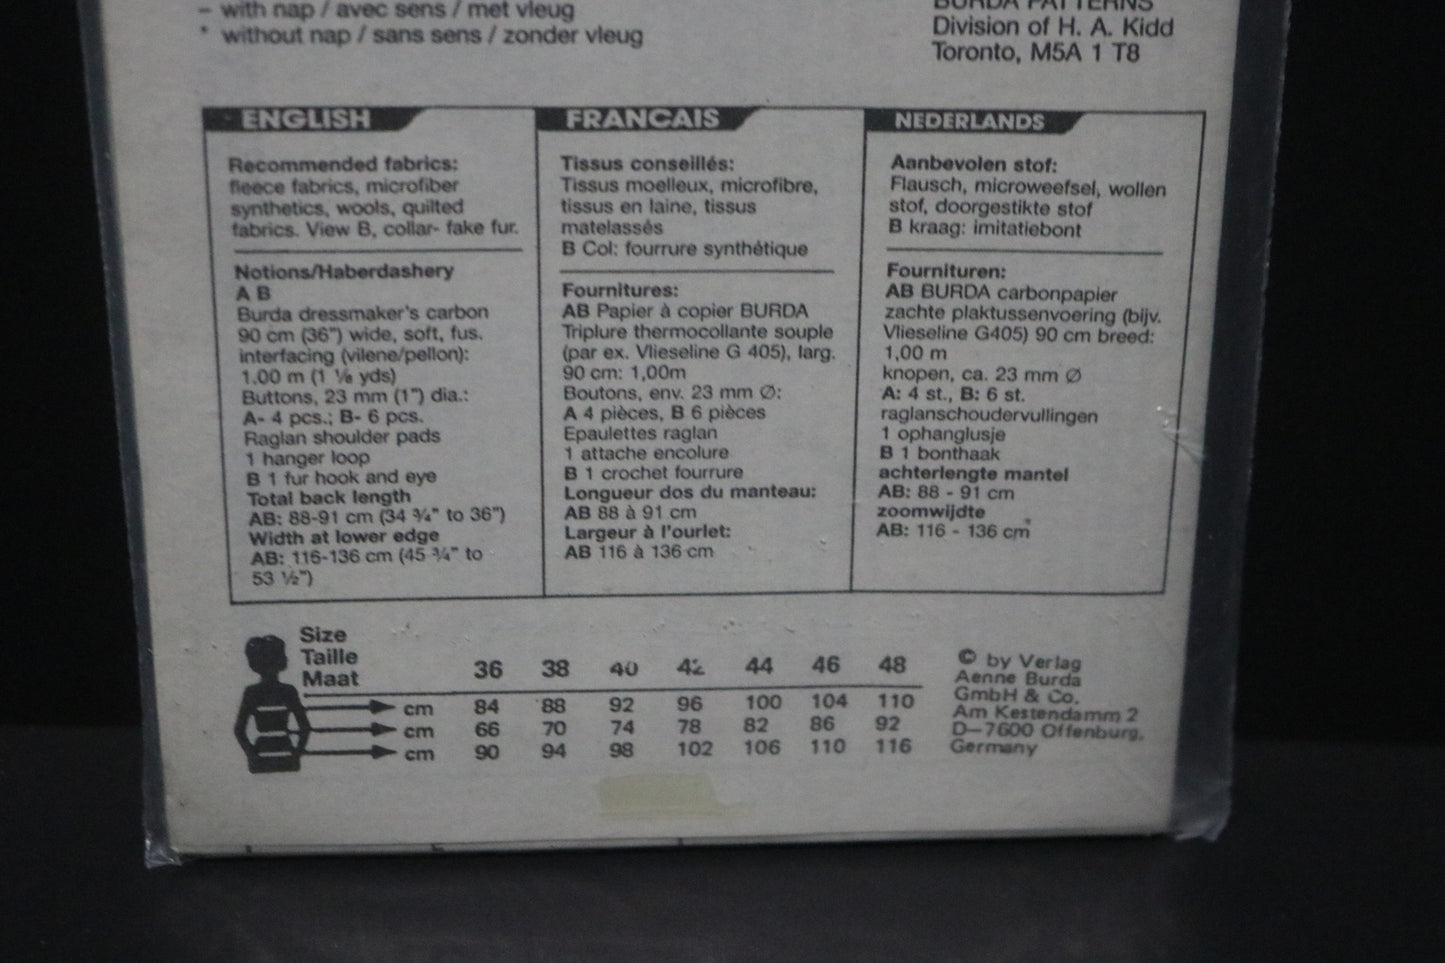 – with nap / avec sens / met vleug
* without nap / sans sens / zonder vleug
BURDA PATTERNS
Division of H. A. Kidd
Toronto, M5A 1 T8
ENGLISH
Recommended fabrics:
fleece fabrics, microfiber
synthetics, wools, quilted
fabrics. View B, collar- fake fur.
Notions/Haberdashery
A B
Burda dressmaker's carbon
90 cm (36") wide, soft, fus.
interfacing (vilene/pellon):
1.00 m (1 ⅛ yds)
Buttons, 23 mm (1") dia.:
A- 4 pcs.; B- 6 pcs.
Raglan shoulder pads
1 hanger loop
B 1 fur hook and eye
Total back length
AB: 88-91 cm (34 ¾" to 36")
Width at lower edge
AB: 116-136 cm (45 ¾" to
53 ½")
FRANCAIS
Tissus conseillés:
Tissus moelleux, microfibre,
tissus en laine, tissus
matelassés
B Col: fourrure synthétique
Fournitures:
AB Papier à copier BURDA
Triplure thermocollante souple
(par ex. Vlieseline G 405), larg.
90 cm: 1,00m
Boutons, env. 23 mm Ø:
A 4 pièces, B 6 pièces
Epaulettes raglan
1 attache encolure
B 1 crochet fourrure
Longueur dos du manteau:
AB 88 à 91 cm
Largeur à l'ourlet:
AB 116 à 136 cm
NEDERLANDS
Aanbevolen stof:
Flausch, microweefsel, wollen
stof, doorgestikte stof
B kraag: imitatiebont
Fournituren:
AB BURDA carbonpapier
zachte plaktussenvoering (bijv.
Vlieseline G405) 90 cm breed:
1,00 m
knopen, ca. 23 mm Ø
A: 4 st., B: 6 st.
raglanschoudervullingen
1 ophanglusje
B 1 bonthaak
achterlengte mantel
AB: 88 - 91 cm
zoomwijdte
AB: 116 - 136 cm
Size
Taille
Maat 36 38 40 42 44 46 48
cm 84 88 92 96 100 104 110
cm 66 70 74 78 82 86 92
cm 90 94 98 102 106 110 116
© by Verlag
Aenne Burda
GmbH & Co.
Am Kestendamm 2
D–7600 Offenburg,
Germany